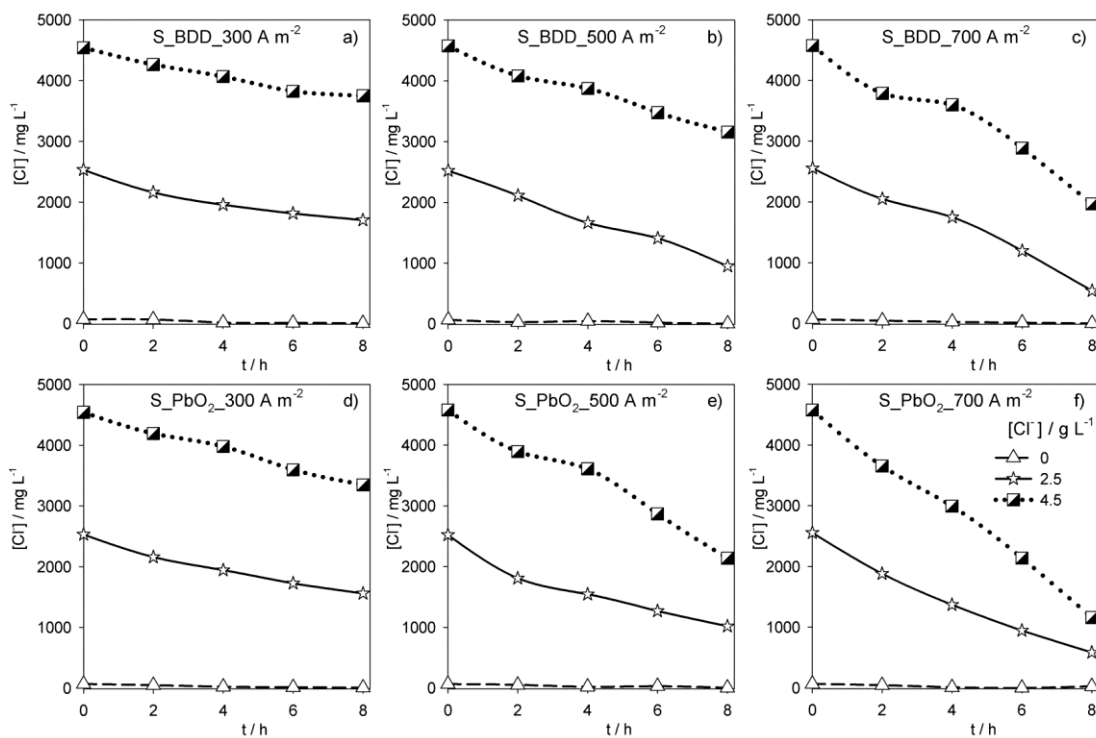 S_BDD_300 A m⁻² a)
[Cl⁻] / mg L⁻¹
5000
4000
3000
2000
1000
0
0 2 4 6 8
t / h
S_BDD_500 A m⁻² b)
[Cl⁻] / mg L⁻¹
5000
4000
3000
2000
1000
0
0 2 4 6 8
t / h
S_BDD_700 A m⁻² c)
[Cl⁻] / mg L⁻¹
5000
4000
3000
2000
1000
0
0 2 4 6 8
t / h
S_PbO₂_300 A m⁻² d)
[Cl⁻] / mg L⁻¹
5000
4000
3000
2000
1000
0
0 2 4 6 8
t / h
S_PbO₂_500 A m⁻² e)
[Cl⁻] / mg L⁻¹
5000
4000
3000
2000
1000
0
0 2 4 6 8
t / h
S_PbO₂_700 A m⁻² f)
[Cl⁻] / g L⁻¹
0
2.5
4.5
[Cl⁻] / mg L⁻¹
5000
4000
3000
2000
1000
0
0 2 4 6 8
t / h